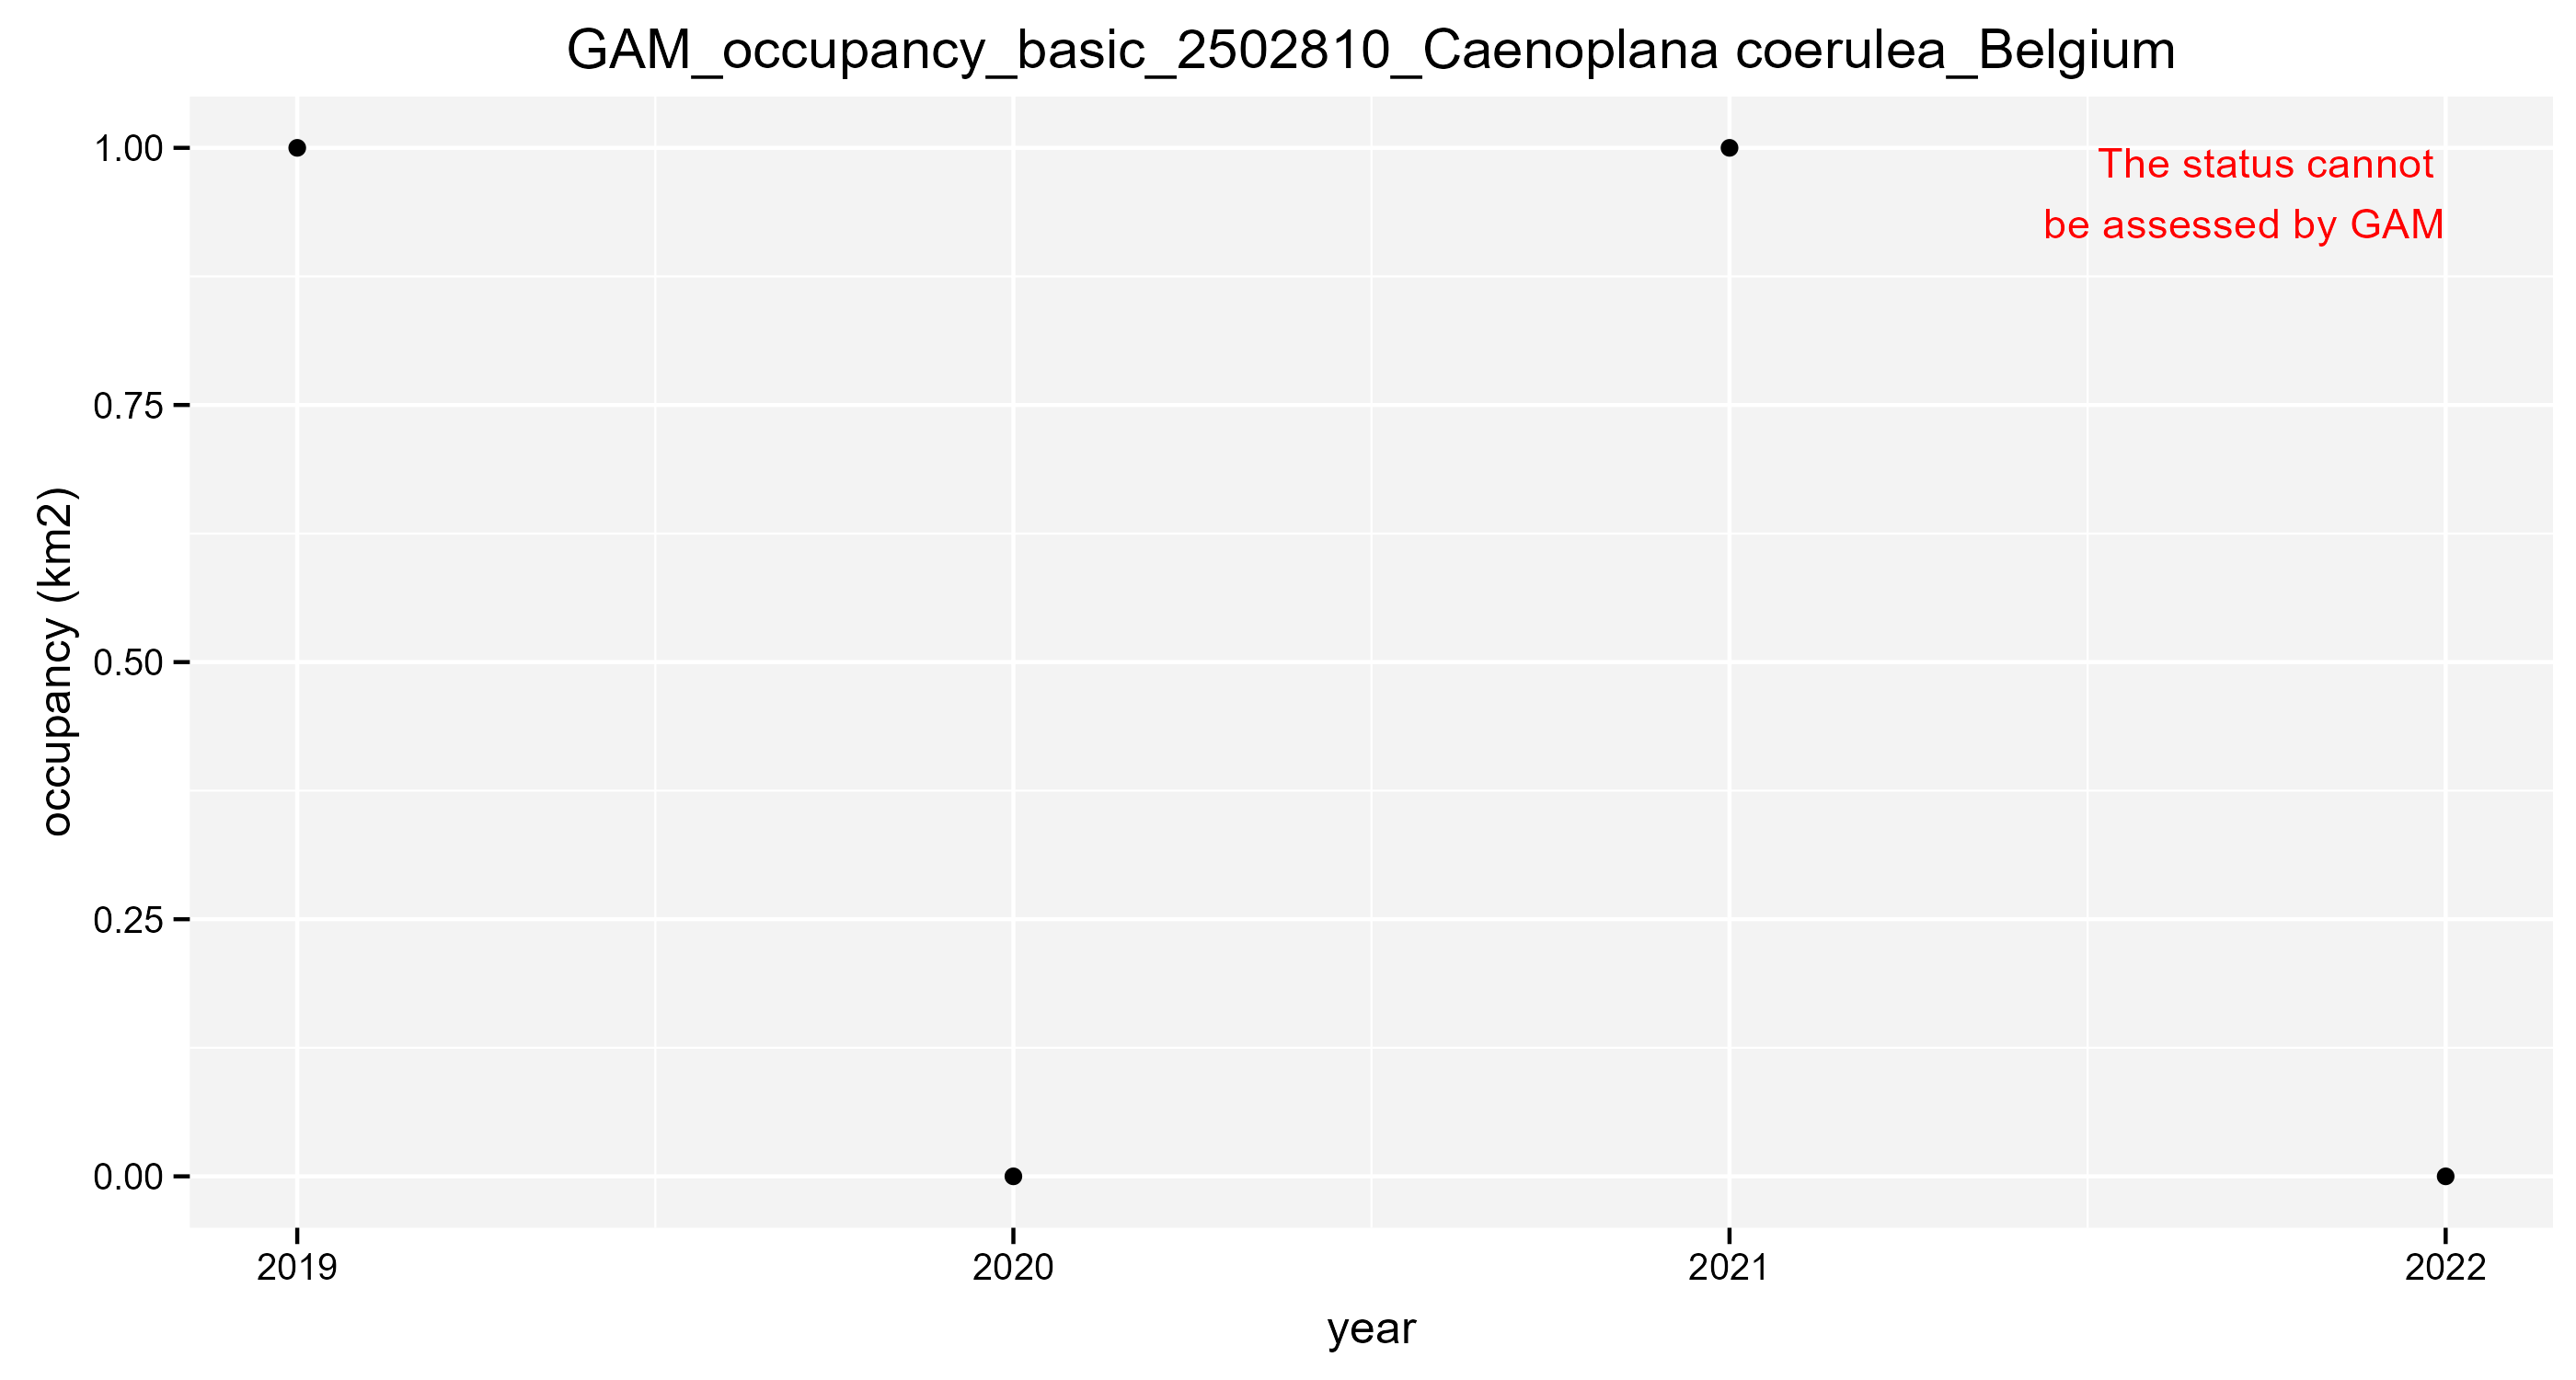 GAM_occupancy_basic_2502810_Caenoplana coerulea_Belgium
The status cannot
be assessed by GAM
occupancy (km2)
1.00
0.75
0.50
0.25
0.00
2019 2020 2021 2022
year